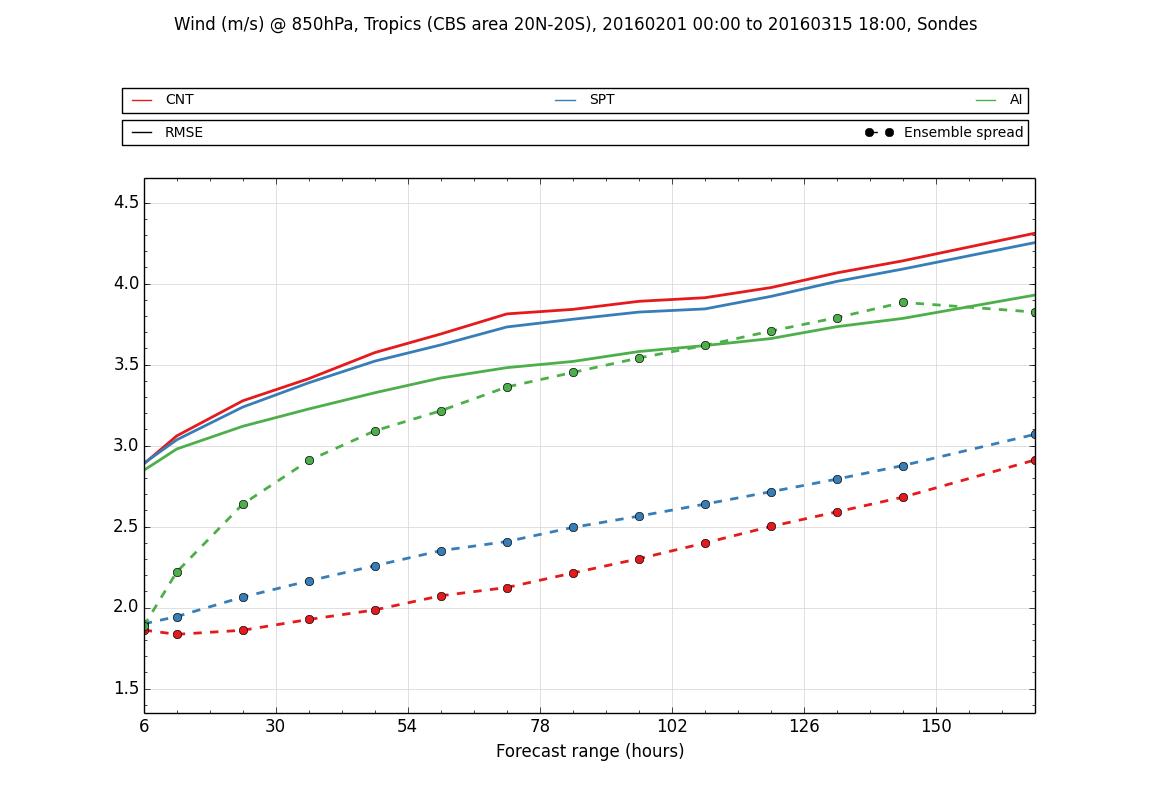 Wind (m/s) @ 850hPa, Tropics (CBS area 20N-20S), 20160201 00:00 to 20160315 18:00, Sondes
CNT SPT AI
RMSE Ensemble spread
4.5
4.0
3.5
3.0
2.5
2.0
1.5
6 30 54 78 102 126 150
Forecast range (hours)